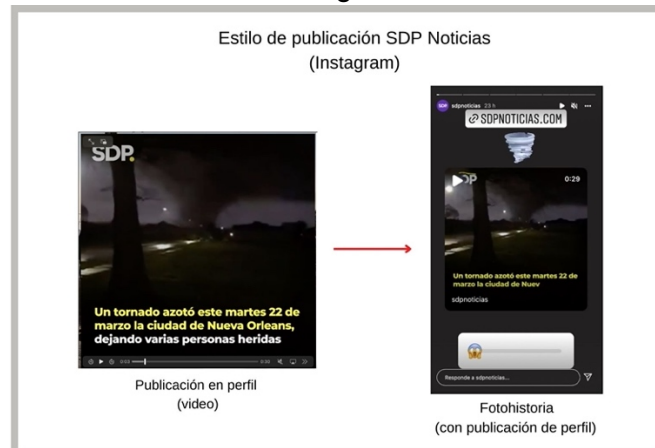 Estilo de publicación SDP Noticias
(Instagram)
SDP.
Un tornado azotó este martes 22 de
marzo la ciudad de Nueva Orleans,
dejando varias personas heridas
Publicación en perfil
(video)
SDP sdpnoticias 23 h
SDPNOTICIAS.COM
0:29
Un tornado azotó este martes 22 de
marzo la ciudad de Nuev
sdpnoticias
Responde a sdpnoticias...
Fotohistoria
(con publicación de perfil)